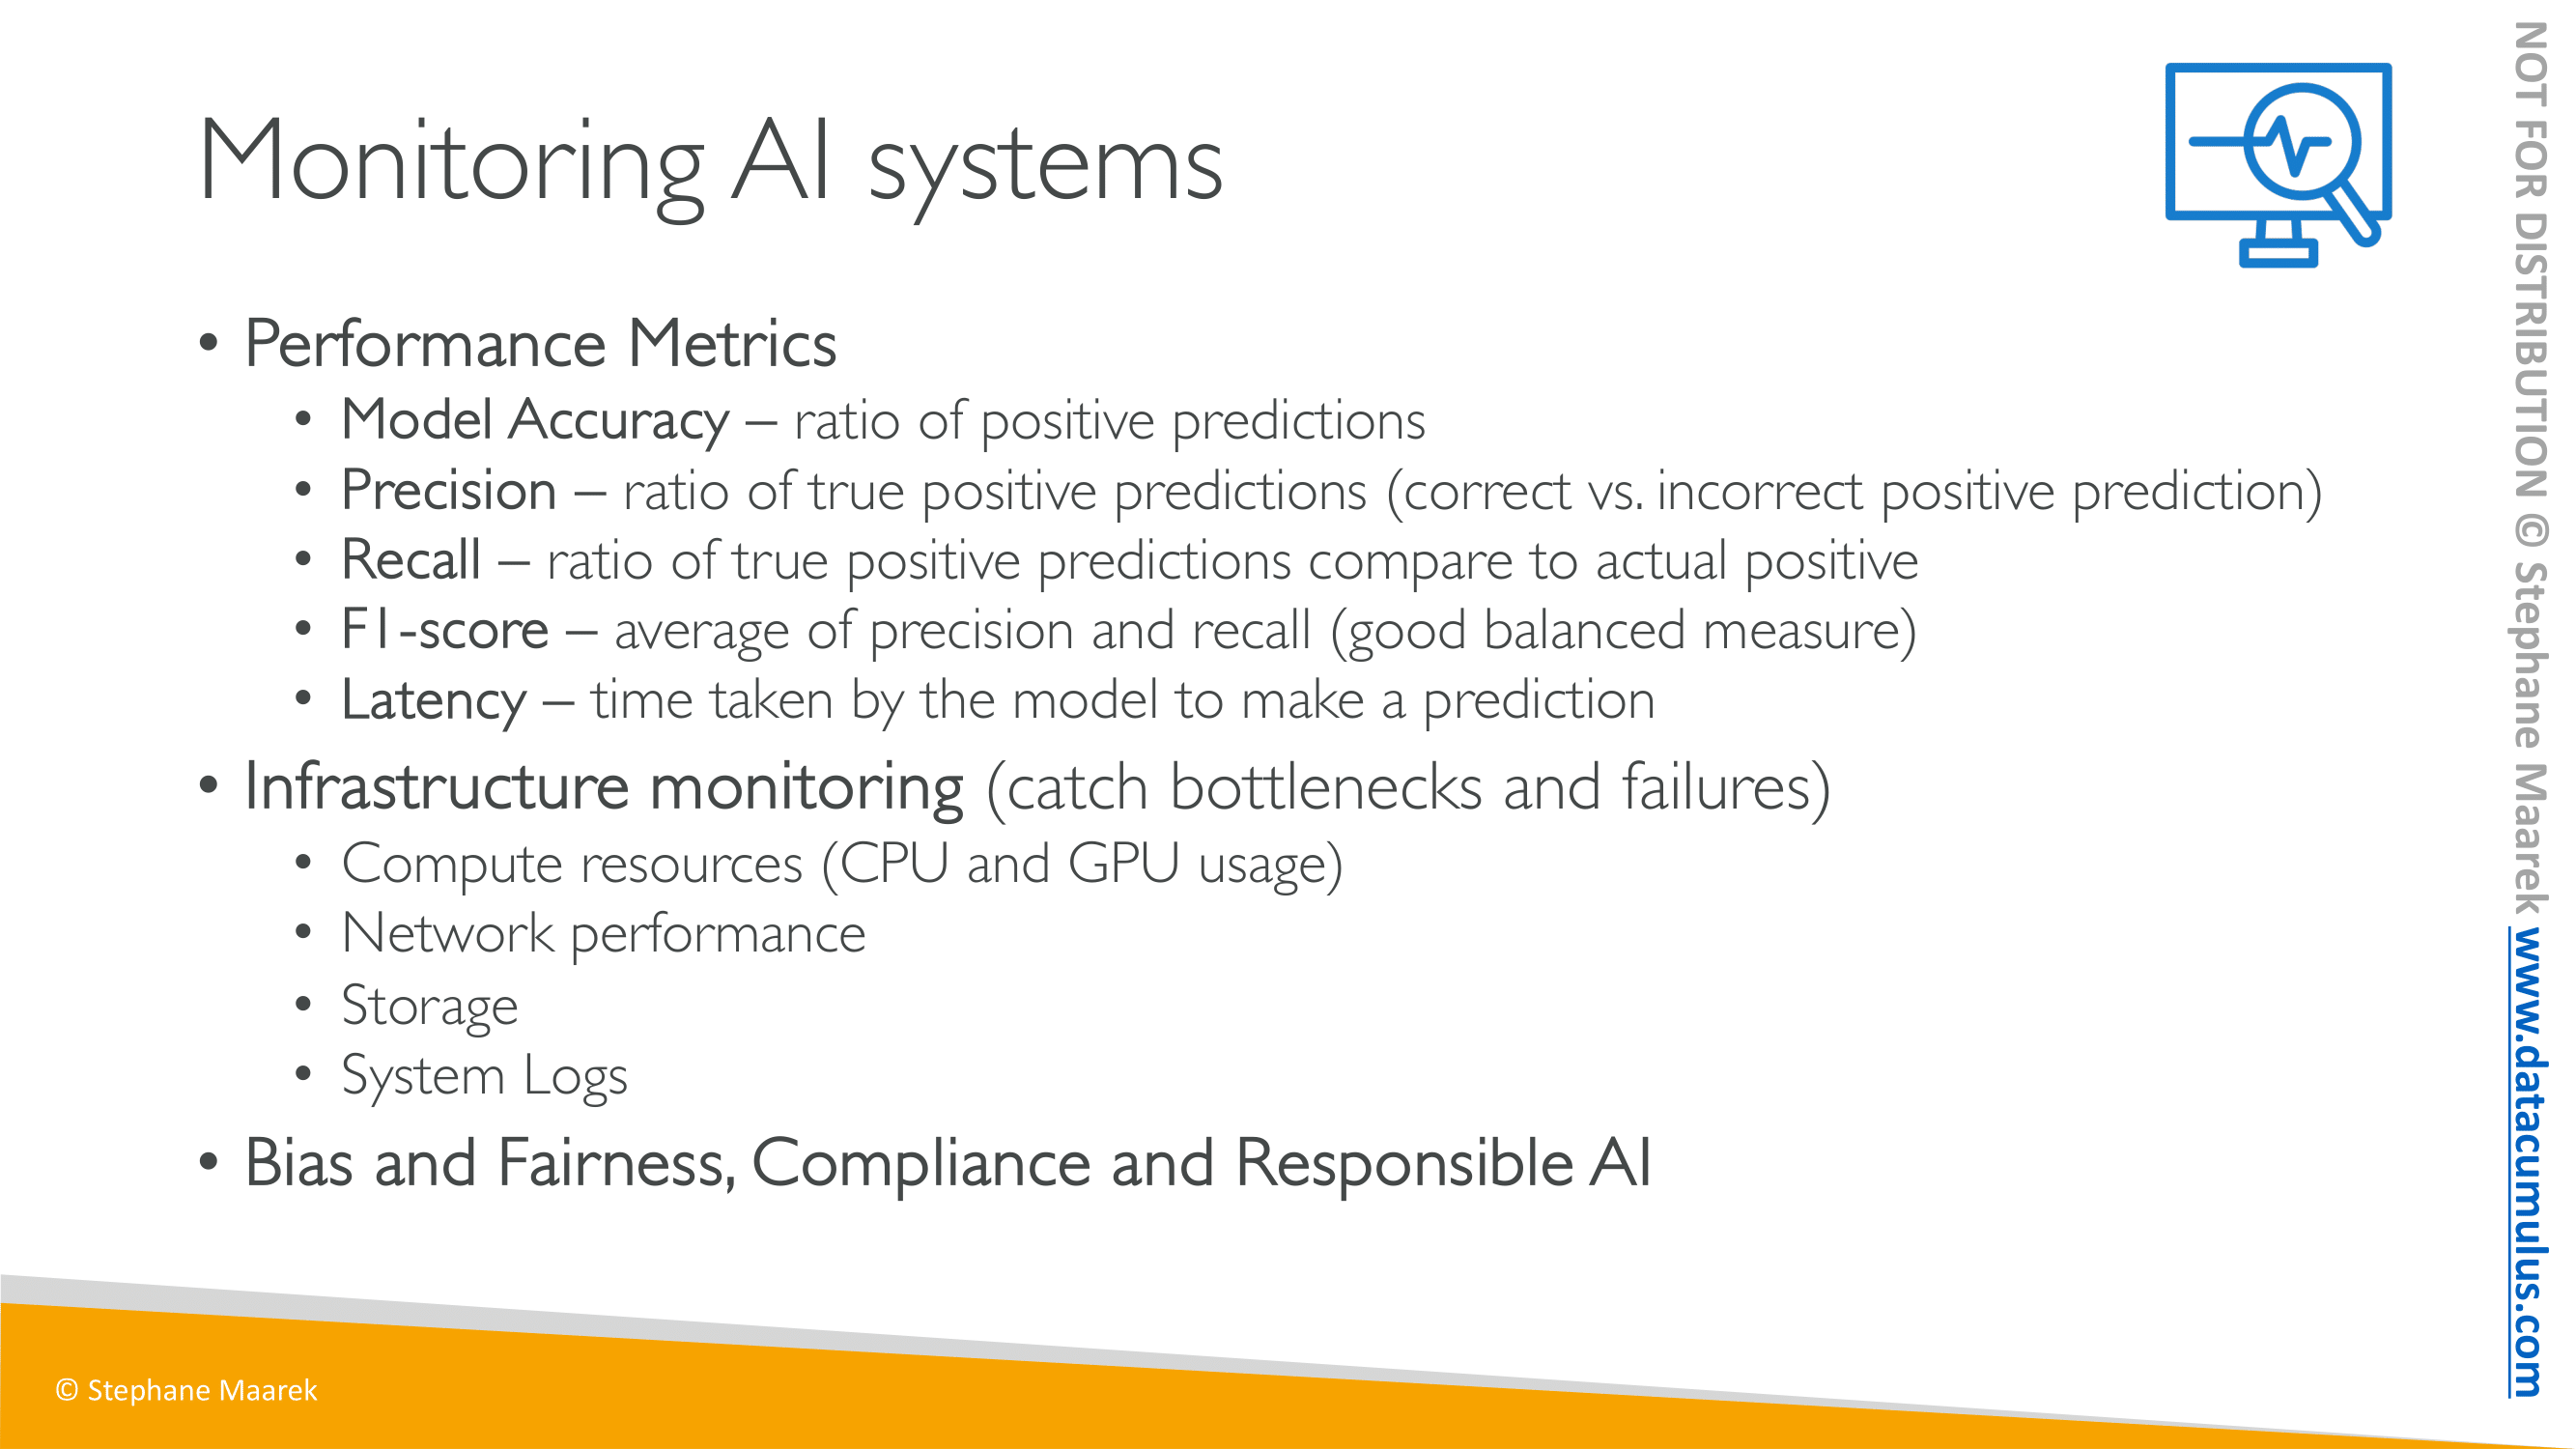 Monitoring AI systems
• Performance Metrics
• Model Accuracy – ratio of positive predictions
• Precision – ratio of true positive predictions (correct vs. incorrect positive prediction)
• Recall – ratio of true positive predictions compare to actual positive
• F1-score – average of precision and recall (good balanced measure)
• Latency – time taken by the model to make a prediction
• Infrastructure monitoring (catch bottlenecks and failures)
• Compute resources (CPU and GPU usage)
• Network performance
• Storage
• System Logs
• Bias and Fairness, Compliance and Responsible AI
© Stephane Maarek
NOT FOR DISTRIBUTION © Stephane Maarek www.datacumulus.com